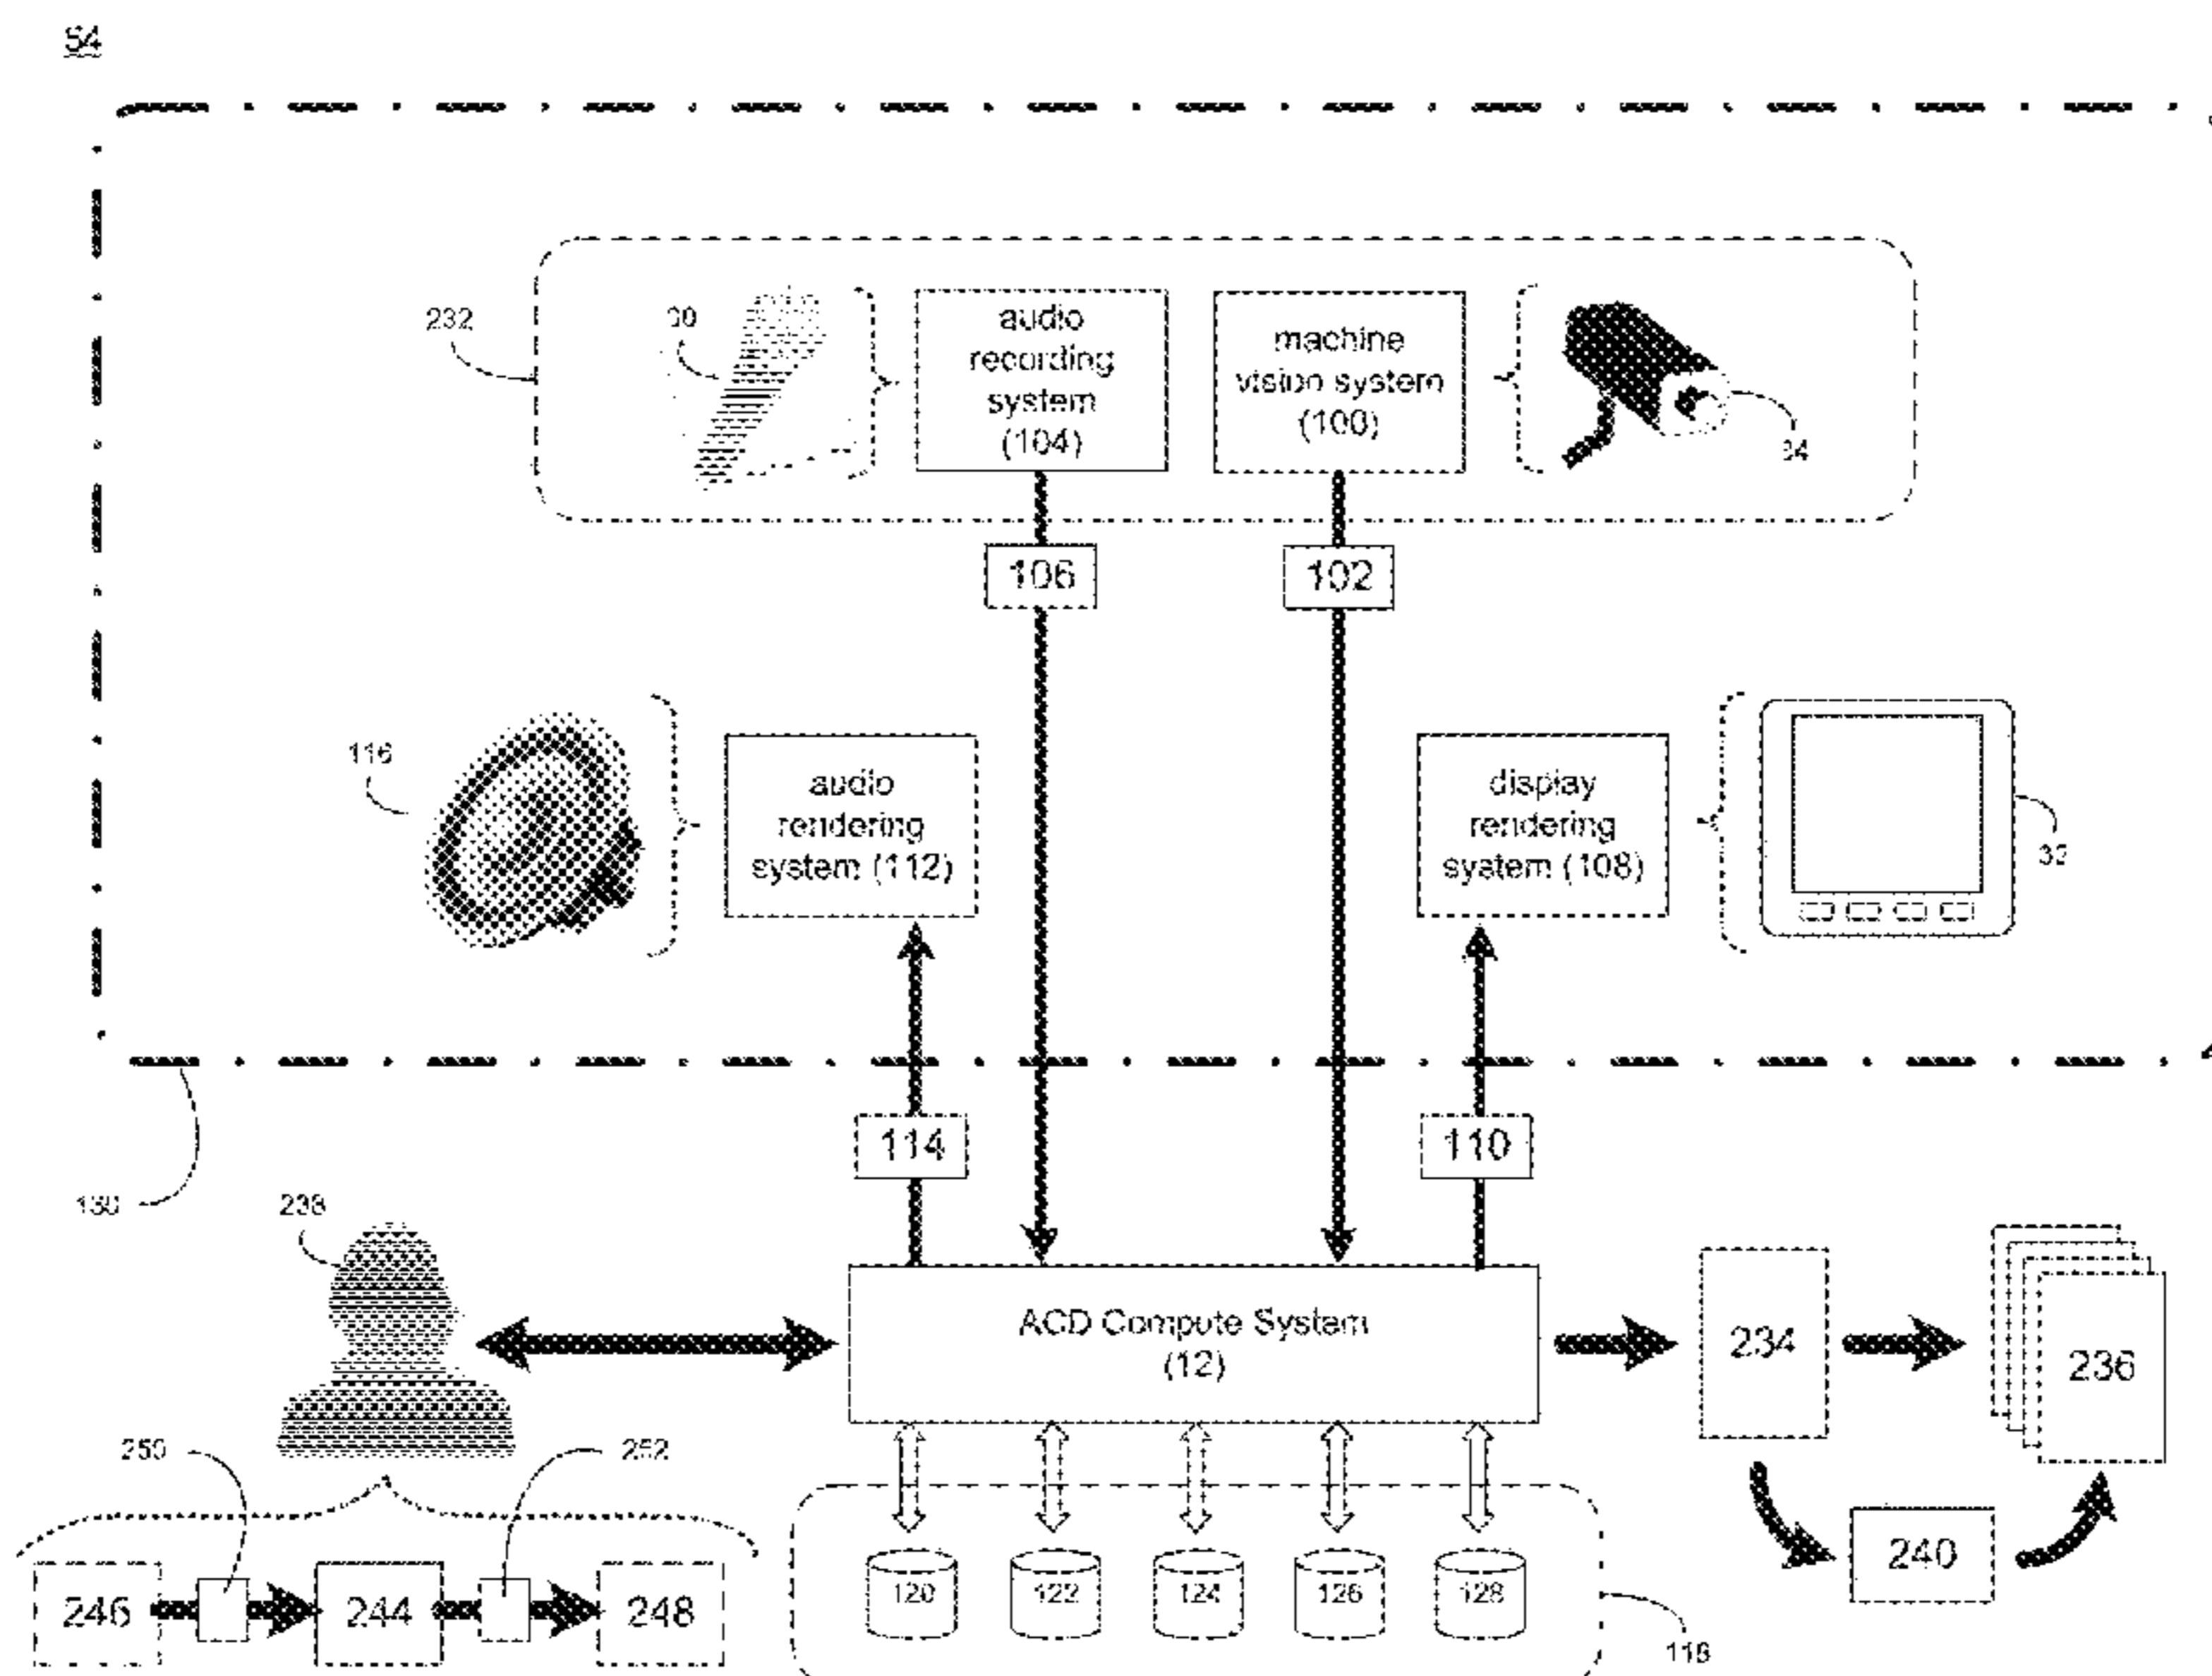 54
232
audio
recording
system
(104)
machine
vision system
(100)
106
102
116
audio
rendering
system (112)
display
rendering
system (108)
114
110
238
ACD Compute System
(12)
234
236
250
252
240
246
244
248
120
122
124
126
128
118